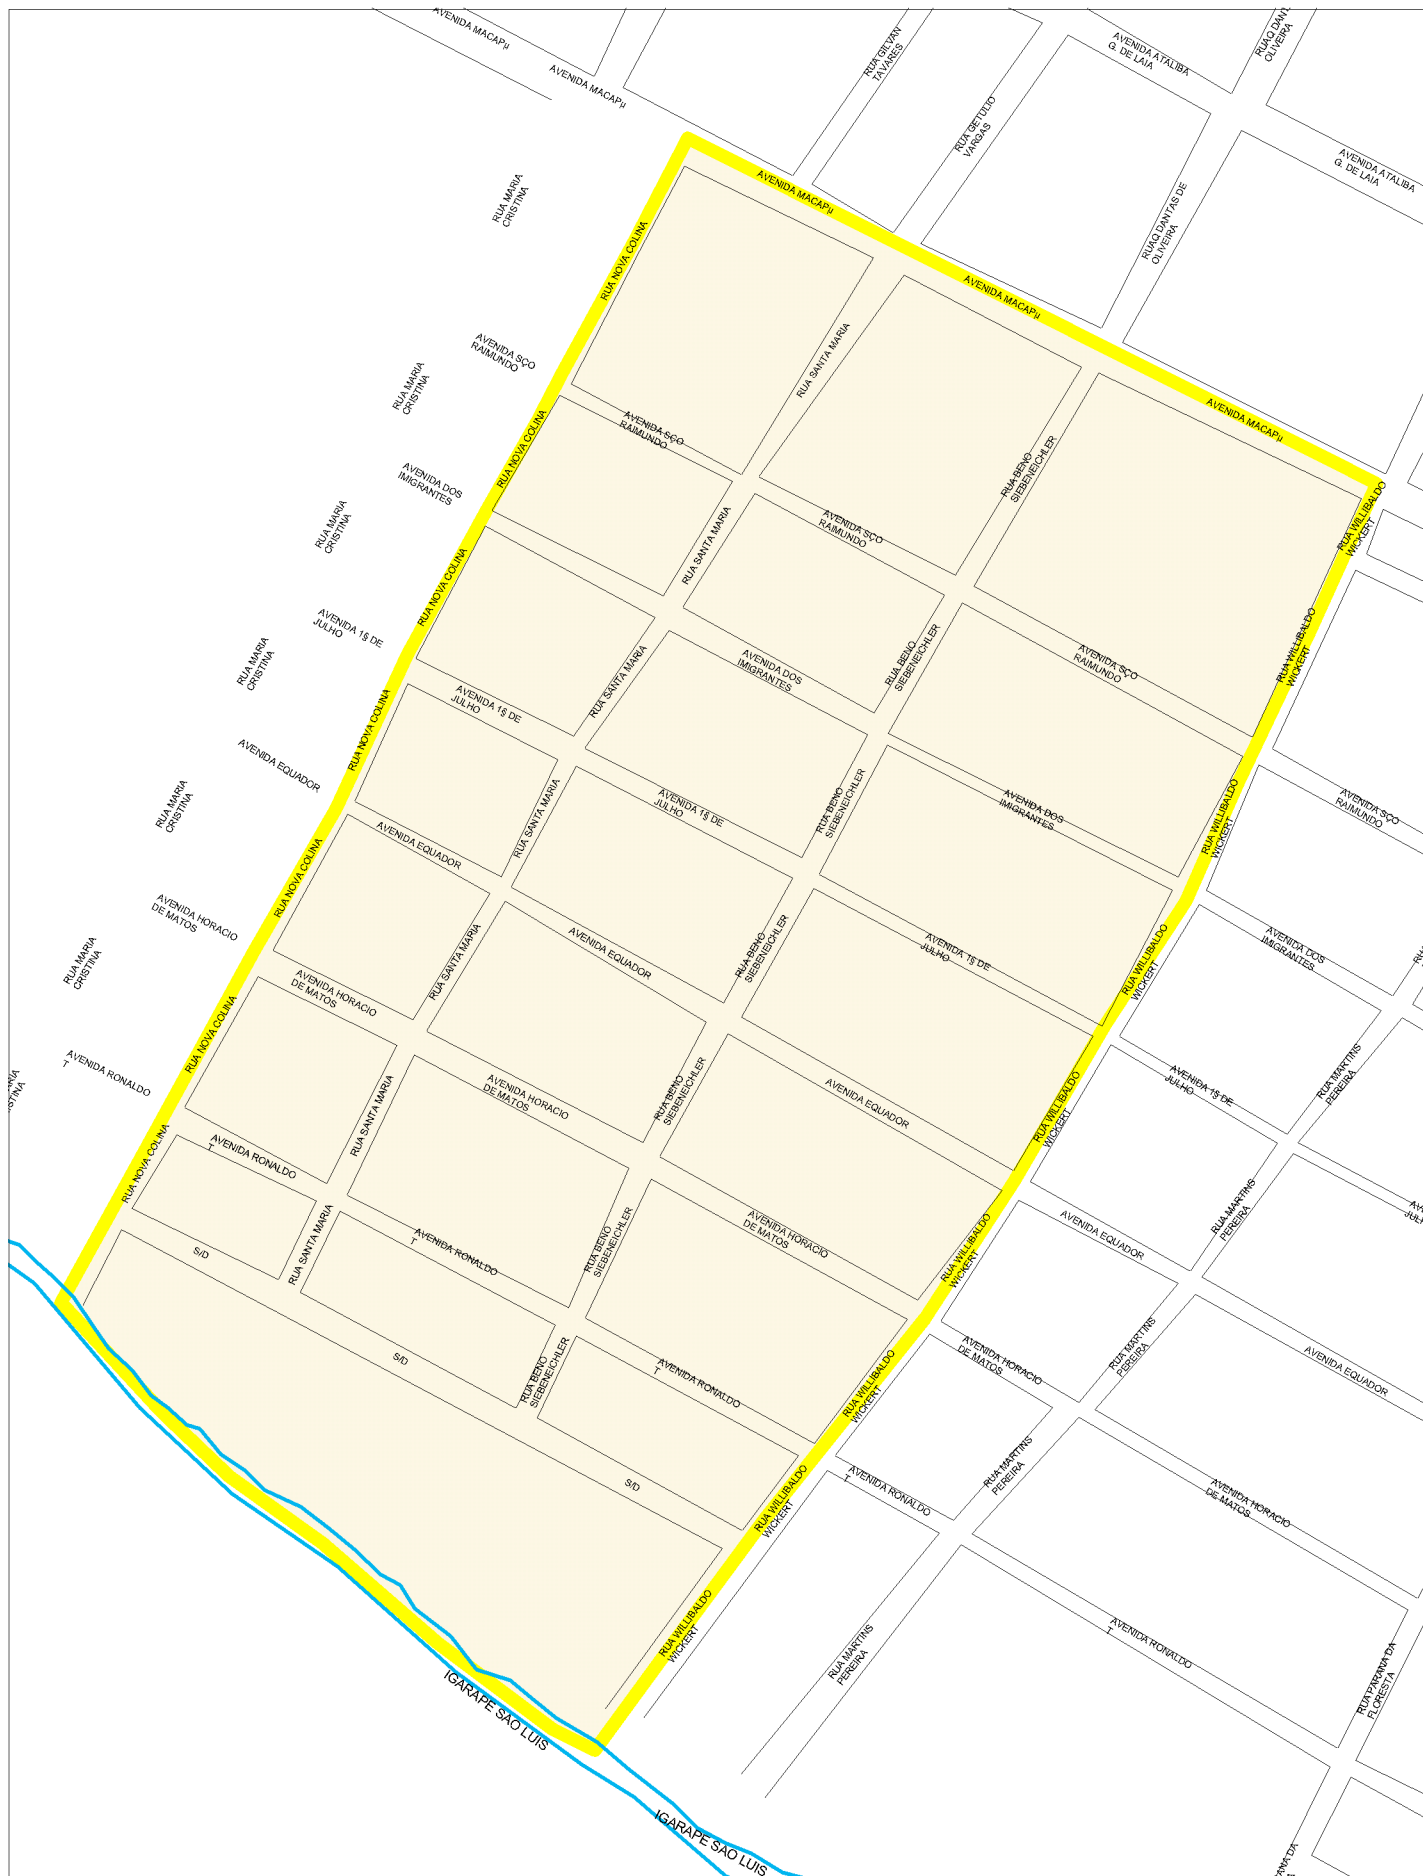 AVENIDA MACAPµ
AVENIDA MACAPµ
RUA GILVAN
TAVARES
AVENIDA ATALIBA
G. DE LAIA
OLIVEIRA
RUA GETULIO
VARGAS
AVENIDA ATALIBA
G. DE LAIA
RUA MARIA
CRISTINA
AVENIDA MACAPµ
RUAQ DANTAS DE
OLIVEIRA
RUA NOVA COLINA
AVENIDA MACAPµ
AVENIDA SÇO
RAIMUNDO
RUA SANTA MARIA
RUA MARIA
CRISTINA
AVENIDA MACAPµ
RUA NOVA COLINA
AVENIDA SÇO
RAIMUNDO
RUA BENO
SIEBENEICHLER
AVENIDA DOS
IMIGRANTES
RUA WILLIBALDO
WICKERT
RUA MARIA
CRISTINA
RUA SANTA MARIA
AVENIDA SÇO
RAIMUNDO
RUA NOVA COLINA
AVENIDA 1§ DE
JULHO
RUA WILLIBALDO
WICKERT
RUA MARIA
CRISTINA
RUA SANTA MARIA
AVENIDA DOS
IMIGRANTES
RUA BENO
SIEBENEICHLER
AVENIDA SÇO
RAIMUNDO
AVENIDA 1§ DE
JULHO
RUA NOVA COLINA
AVENIDA EQUADOR
RUA MARIA
CRISTINA
RUA SANTA MARIA
AVENIDA 1§ DE
JULHO
RUA BENO
SIEBENEICHLER
AVENIDA DOS
IMIGRANTES
RUA WILLIBALDO
WICKERT
AVENIDA SÇO
RAIMUNDO
AVENIDA EQUADOR
RUA NOVA COLINA
AVENIDA HORACIO
DE MATOS
RUA MARIA
CRISTINA
RUA SANTA MARIA
AVENIDA EQUADOR
RUA BENO
SIEBENEICHLER
AVENIDA 1§ DE
JULHO
RUA WILLIBALDO
WICKERT
AVENIDA DOS
IMIGRANTES
AVENIDA HORACIO
DE MATOS
RUA NOVA COLINA
AVENIDA RONALDO
T
RUA SANTA MARIA
AVENIDA HORACIO
DE MATOS
RUA BENO
SIEBENEICHLER
AVENIDA EQUADOR
RUA WILLIBALDO
WICKERT
AVENIDA 1§ DE
JULHO
RUA MARTINS
PEREIRA
RUA NOVA COLINA
AVENIDA RONALDO
T
RUA SANTA MARIA
S/D
AVENIDA RONALDO
T
RUA BENO
SIEBENEICHLER
AVENIDA HORACIO
DE MATOS
RUA WILLIBALDO
WICKERT
AVENIDA EQUADOR
RUA MARTINS
PEREIRA
S/D
RUA BENO
SIEBENEICHLER
AVENIDA RONALDO
T
RUA WILLIBALDO
WICKERT
AVENIDA HORACIO
DE MATOS
RUA MARTINS
PEREIRA
AVENIDA EQUADOR
S/D
RUA WILLIBALDO
WICKERT
AVENIDA RONALDO
T
RUA MARTINS
PEREIRA
AVENIDA HORACIO
DE MATOS
RUA WILLIBALDO
WICKERT
RUA MARTINS
PEREIRA
AVENIDA RONALDO
T
RUA PARANA DA
FLORESTA
IGARAPE SAO LUIS
IGARAPE SAO LUIS